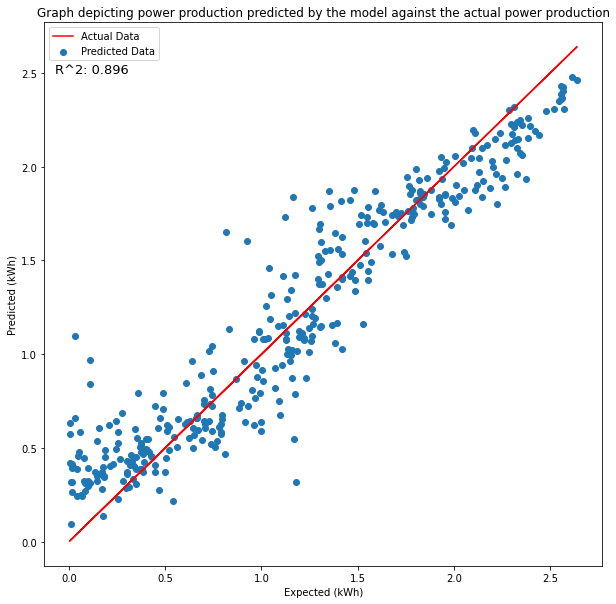 Graph depicting power production predicted by the model against the actual power production
Actual Data
Predicted Data
R^2: 0.896
2.5
2.0
1.5
1.0
0.5
0.0
Predicted (kWh)
0.0 0.5 1.0 1.5 2.0 2.5
Expected (kWh)